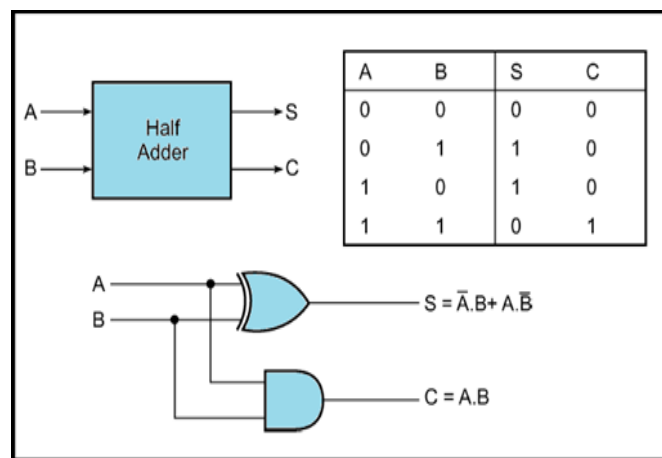 A
B
Half
Adder
S
C
A B S C
0 0 0 0
0 1 1 0
1 0 1 0
1 1 0 1
A
B
S = A̅.B+ A.B̅
C = A.B